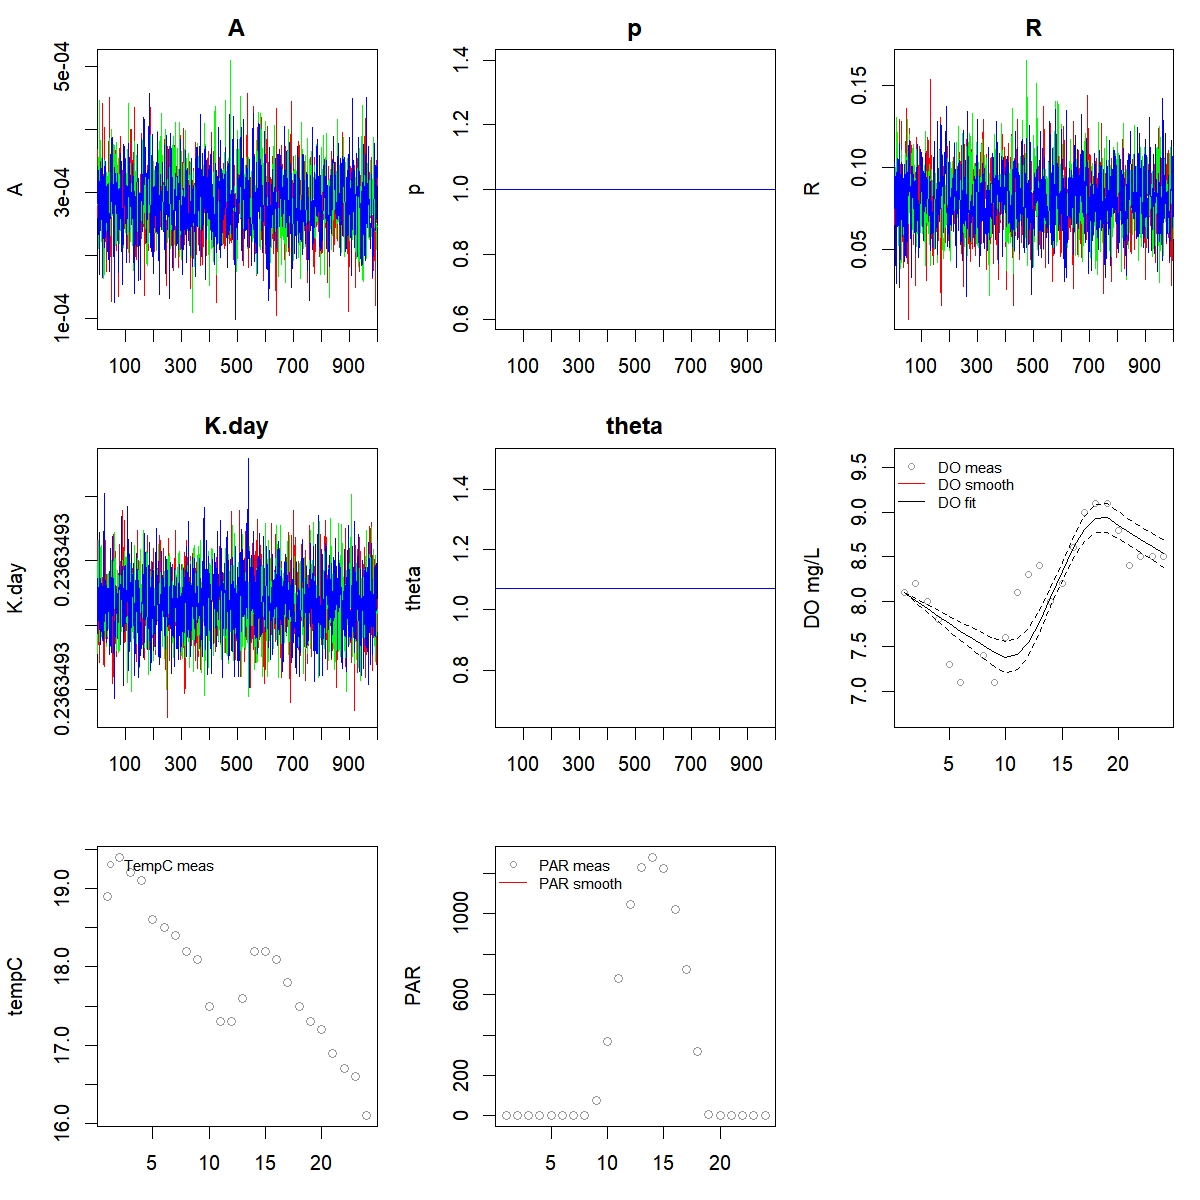 A
p
R
5e-04
3e-04
1e-04
A
100 300 500 700 900
1.4
1.2
1.0
0.8
0.6
p
100 300 500 700 900
0.15
0.10
0.05
R
100 300 500 700 900
K.day
theta
0.2363493
0.2363493
K.day
100 300 500 700 900
1.4
1.2
1.0
0.8
theta
100 300 500 700 900
DO meas
DO smooth
DO fit
9.5
9.0
8.5
8.0
7.5
7.0
DO mg/L
5 10 15 20
TempC meas
19.0
18.0
17.0
16.0
tempC
5 10 15 20
PAR meas
PAR smooth
1000
600
200
0
PAR
5 10 15 20